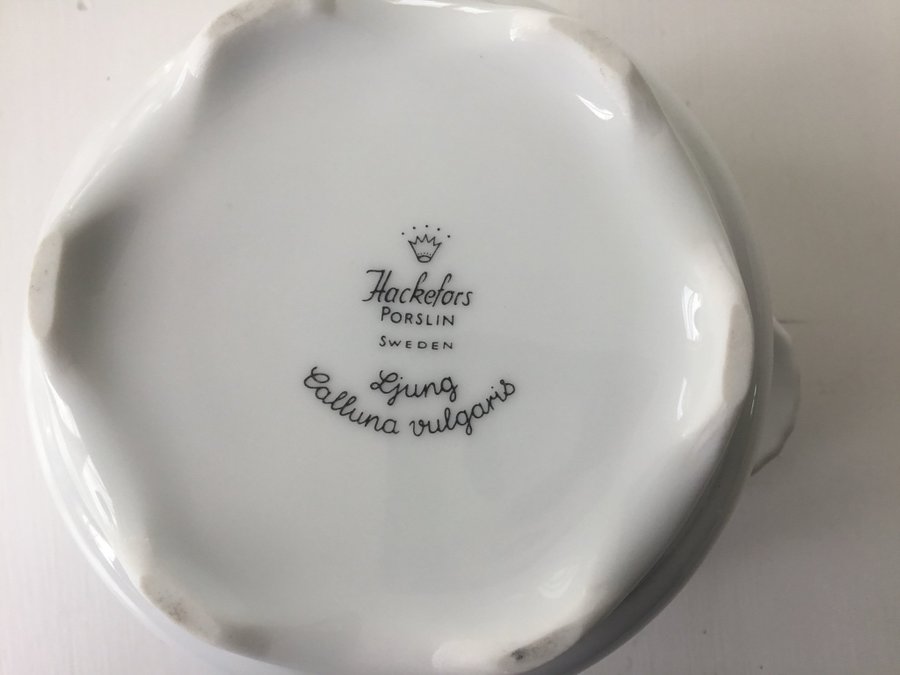 Hackefors
PORSLIN
SWEDEN
Ljung
Calluna vulgaris